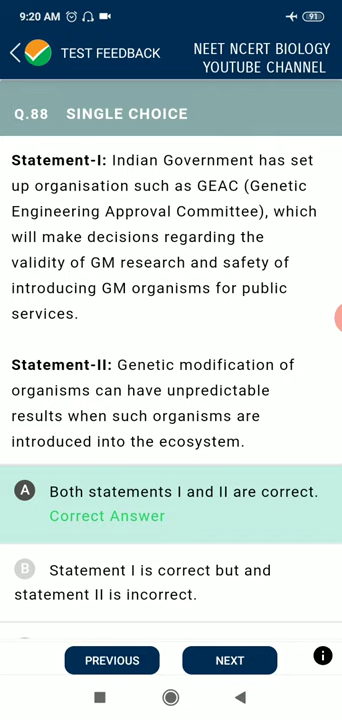 9:20 AM
91
TEST FEEDBACK
NEET NCERT BIOLOGY
YOUTUBE CHANNEL
Q.88 SINGLE CHOICE
Statement-I: Indian Government has set
up organisation such as GEAC (Genetic
Engineering Approval Committee), which
will make decisions regarding the
validity of GM research and safety of
introducing GM organisms for public
services.
Statement-II: Genetic modification of
organisms can have unpredictable
results when such organisms are
introduced into the ecosystem.
A Both statements I and II are correct.
Correct Answer
B Statement I is correct but and
statement II is incorrect.
PREVIOUS
NEXT